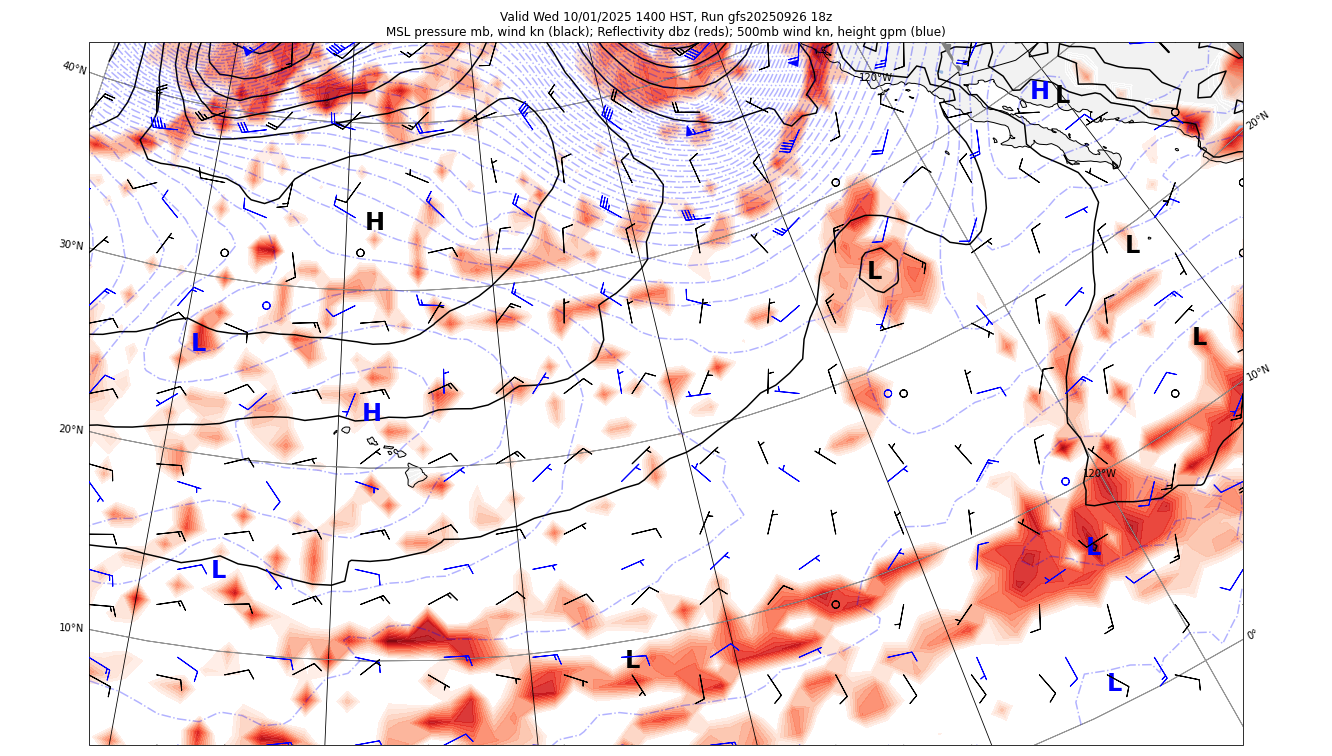 Valid Wed 10/01/2025 1400 HST, Run gfs20250926 18z
MSL pressure mb, wind kn (black); Reflectivity dbz (reds); 500mb wind kn, height gpm (blue)
40°N
120°W
H
L
20°N
H
30°N
L
L
L
L
10°N
H
20°N
120°W
L
L
10°N
0°
L
L